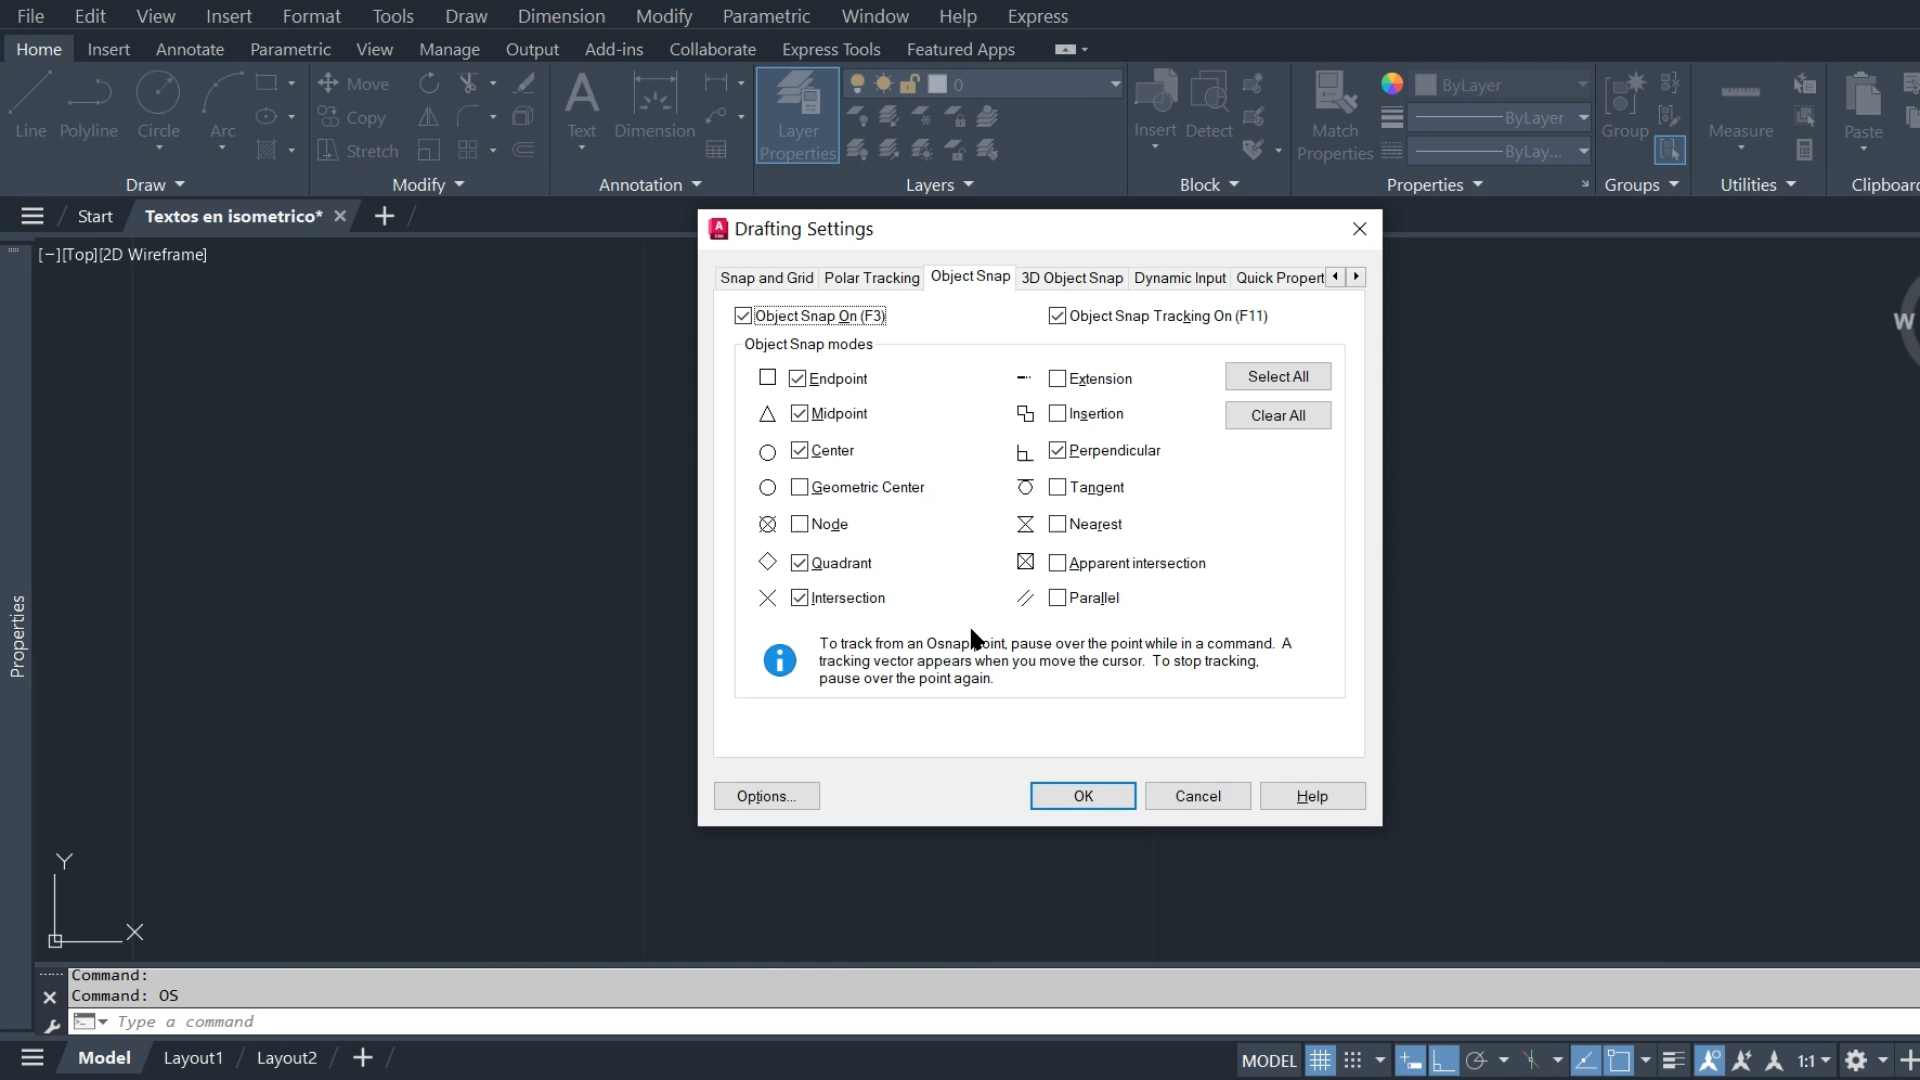 File Edit View Insert Format Tools Draw Dimension Modify Parametric Window Help Express
Home Insert Annotate Parametric View Manage Output Add-ins Collaborate Express Tools Featured Apps
Line Polyline Circle Arc
Move
Copy
Stretch
Text Dimension
Layer
Properties
0
Insert Detect
Match
Properties
ByLayer
ByLayer
ByLay...
Group
Measure
Paste
Draw Modify Annotation Layers Block Properties Groups Utilities Clipboar
Start Textos en isometrico*
[−][Top][2D Wireframe]
Drafting Settings
Snap and Grid Polar Tracking Object Snap 3D Object Snap Dynamic Input Quick Propert
Object Snap On (F3) Object Snap Tracking On (F11)
Object Snap modes
Endpoint Extension Select All
Midpoint Insertion Clear All
Center Perpendicular
Geometric Center Tangent
Node Nearest
Quadrant Apparent intersection
Intersection Parallel
To track from an Osnap point, pause over the point while in a command. A
tracking vector appears when you move the cursor. To stop tracking,
pause over the point again.
Options... OK Cancel Help
W
Properties
Y
X
Command:
Command: OS
Type a command
Model Layout1 Layout2
MODEL 1:1